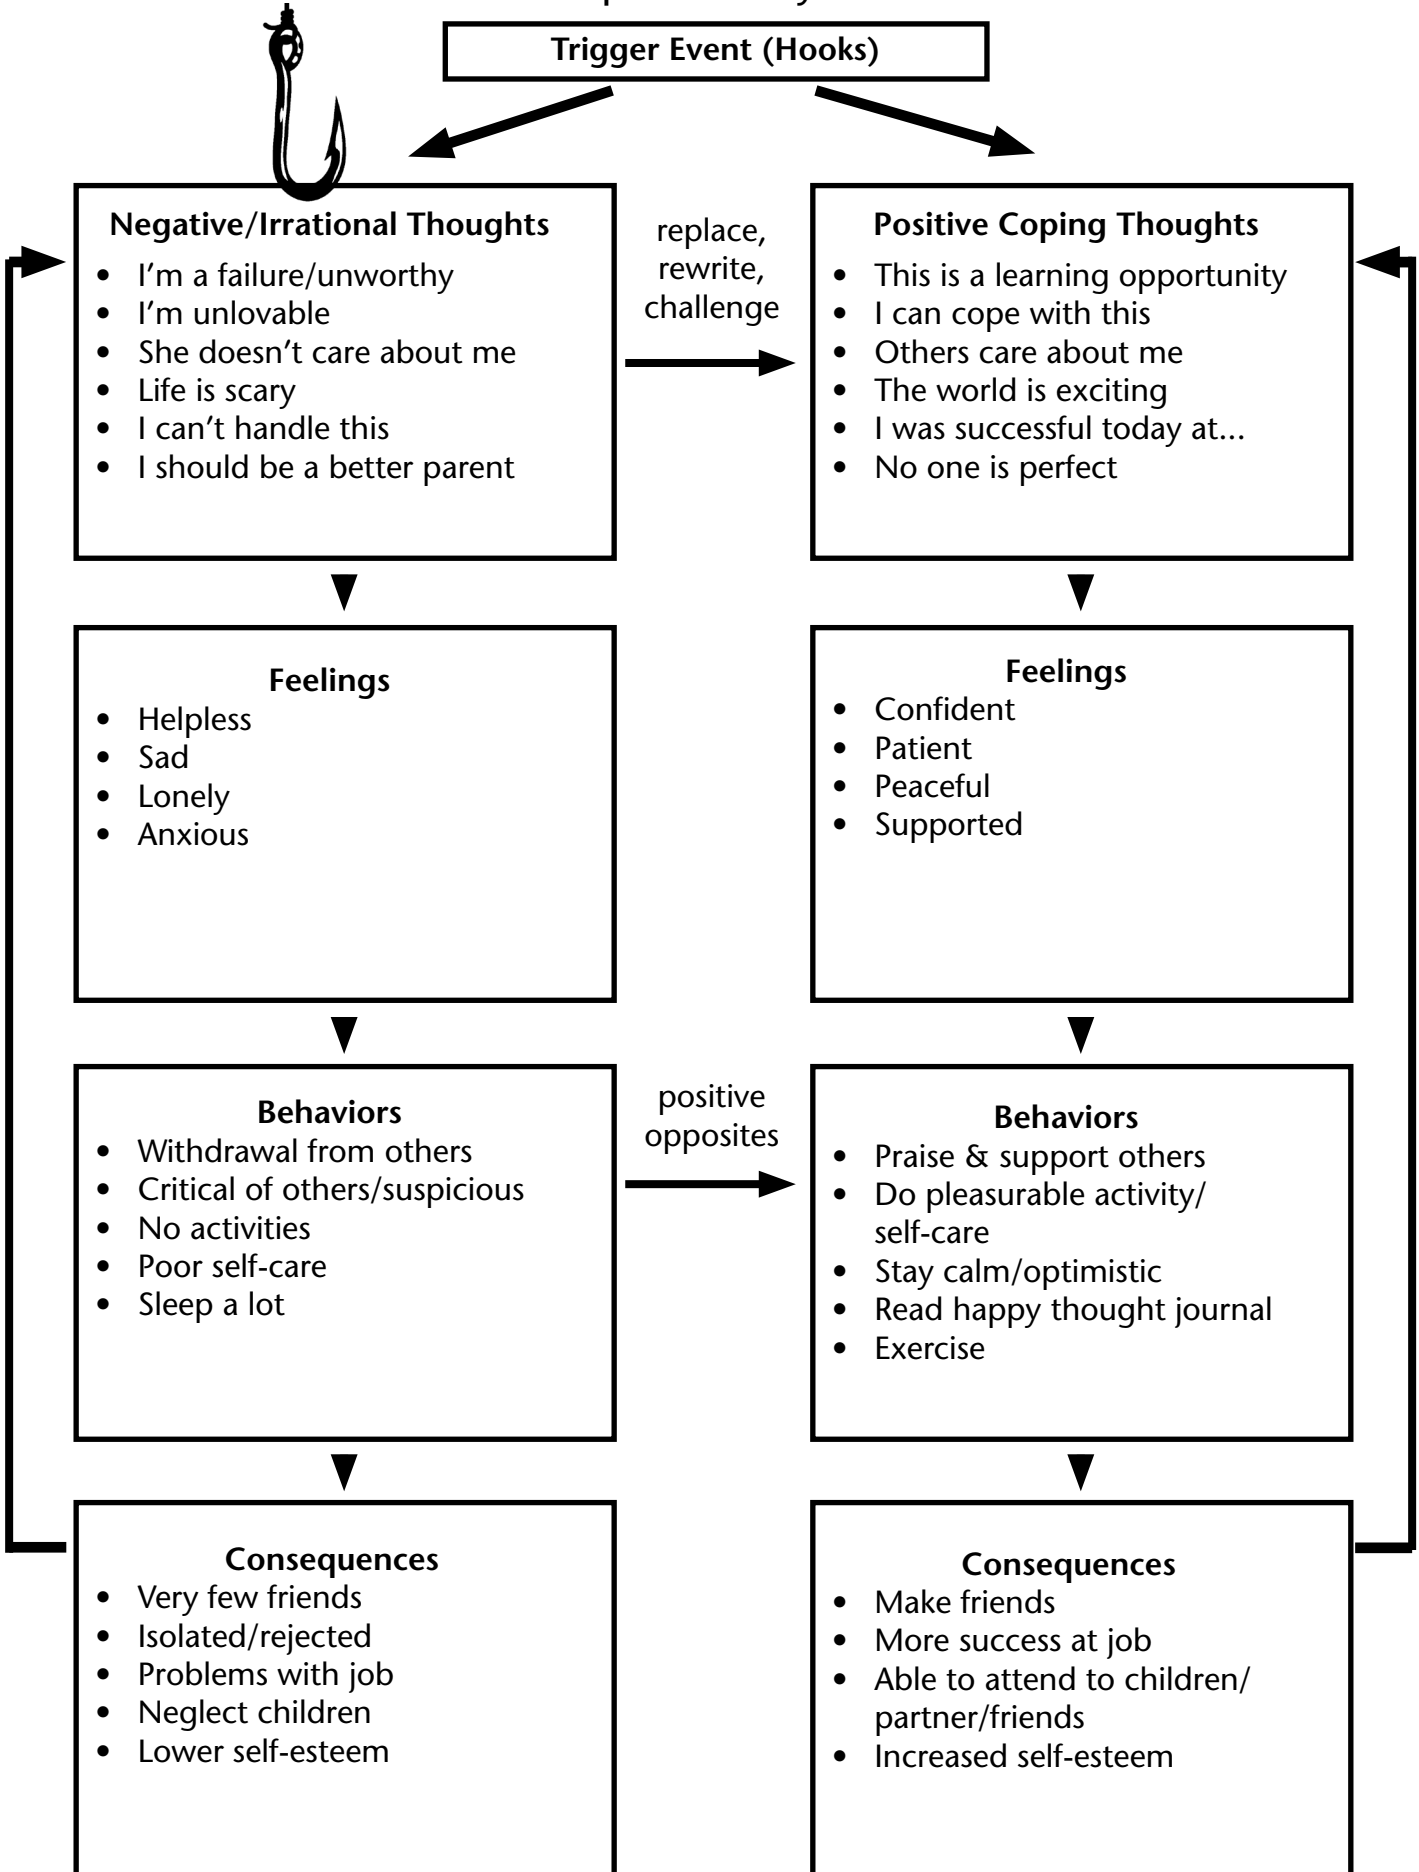 Trigger Event (Hooks)
Negative/Irrational Thoughts
• I'm a failure/unworthy
• I'm unlovable
• She doesn't care about me
• Life is scary
• I can't handle this
• I should be a better parent
replace,
rewrite,
challenge
Positive Coping Thoughts
• This is a learning opportunity
• I can cope with this
• Others care about me
• The world is exciting
• I was successful today at...
• No one is perfect
Feelings
• Helpless
• Sad
• Lonely
• Anxious
Feelings
• Confident
• Patient
• Peaceful
• Supported
Behaviors
• Withdrawal from others
• Critical of others/suspicious
• No activities
• Poor self-care
• Sleep a lot
positive
opposites
Behaviors
• Praise & support others
• Do pleasurable activity/
self-care
• Stay calm/optimistic
• Read happy thought journal
• Exercise
Consequences
• Very few friends
• Isolated/rejected
• Problems with job
• Neglect children
• Lower self-esteem
Consequences
• Make friends
• More success at job
• Able to attend to children/
partner/friends
• Increased self-esteem